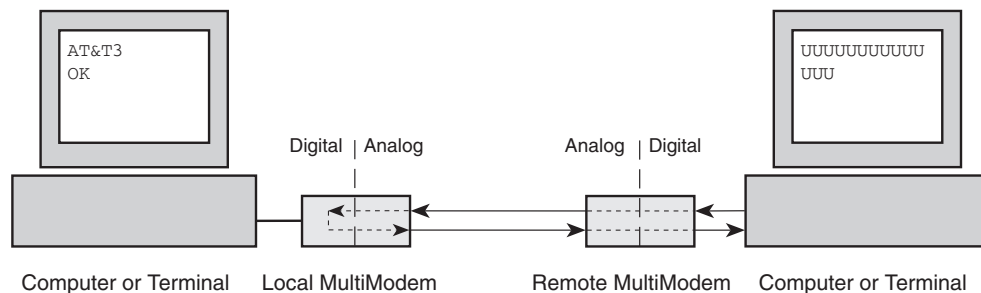 AT&T3
OK
UUUUUUUUUUU
UUU
Digital Analog
Analog Digital
Computer or Terminal
Local MultiModem
Remote MultiModem
Computer or Terminal